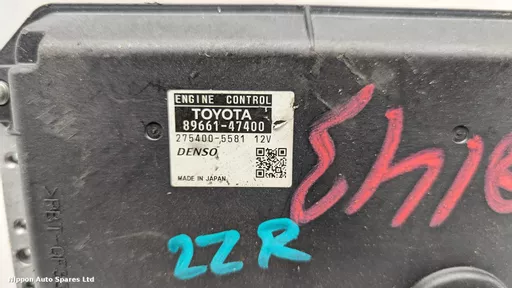 ENGINE CONTROL
TOYOTA
89661-47400
275400-5581 12V
DENSO
MADE IN JAPAN
22R
Nippon Auto Spares Ltd